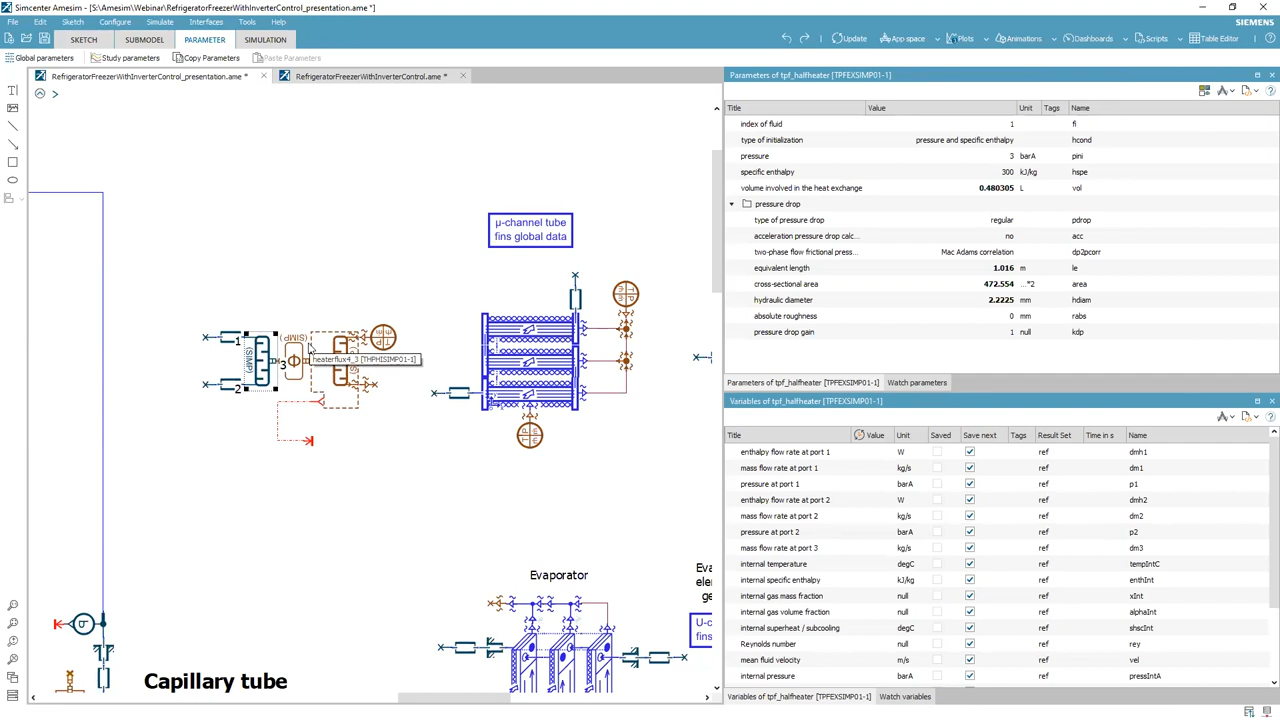 Simcenter Amesim - [S:\Amesim\Webinar\RefrigeratorFreezerWithInverterControl_presentation.ame *]
File Edit Sketch Configure Simulate Interfaces Tools Help
SIEMENS
SKETCH SUBMODEL PARAMETER SIMULATION
Update App space Plots Animations Dashboards Scripts Table Editor
Global parameters Study parameters Copy Parameters Paste Parameters
RefrigeratorFreezerWithInverterControl_presentation.ame *
RefrigeratorFreezerWithInverterControl.ame *
µ-channel tube
fins global data
(SIMP)
(SIMP)
1
2
3
heaterflux4_3 [THPHISIMP01-1]
Evaporator
Eva
elem
ge
U-c
fins
Capillary tube
Parameters of tpf_halfheater [TPFEXSIMP01-1]
Title Value Unit Tags Name
index of fluid 1 fi
type of initialization pressure and specific enthalpy hcond
pressure 3 barA pini
specific enthalpy 300 kJ/kg hspe
volume involved in the heat exchange 0.480305 L vol
pressure drop
type of pressure drop regular pdrop
acceleration pressure drop calc... no acc
two-phase flow frictional press... Mac Adams correlation dp2pcorr
equivalent length 1.016 m le
cross-sectional area 472.554 ...*2 area
hydraulic diameter 2.2225 mm hdiam
absolute roughness 0 mm rabs
pressure drop gain 1 null kdp
Parameters of tpf_halfheater [TPFEXSIMP01-1] Watch parameters
Variables of tpf_halfheater [TPFEXSIMP01-1]
Title Value Unit Saved Save next Tags Result Set Time in s Name
enthalpy flow rate at port 1 W ref dmh1
mass flow rate at port 1 kg/s ref dm1
pressure at port 1 barA ref p1
enthalpy flow rate at port 2 W ref dmh2
mass flow rate at port 2 kg/s ref dm2
pressure at port 2 barA ref p2
mass flow rate at port 3 kg/s ref dm3
internal temperature degC ref tempIntC
internal specific enthalpy kJ/kg ref enthInt
internal gas mass fraction null ref xInt
internal gas volume fraction null ref alphaInt
internal superheat / subcooling degC ref shscInt
Reynolds number null ref rey
mean fluid velocity m/s ref vel
internal pressure barA ref pressIntA
Variables of tpf_halfheater [TPFEXSIMP01-1] Watch variables